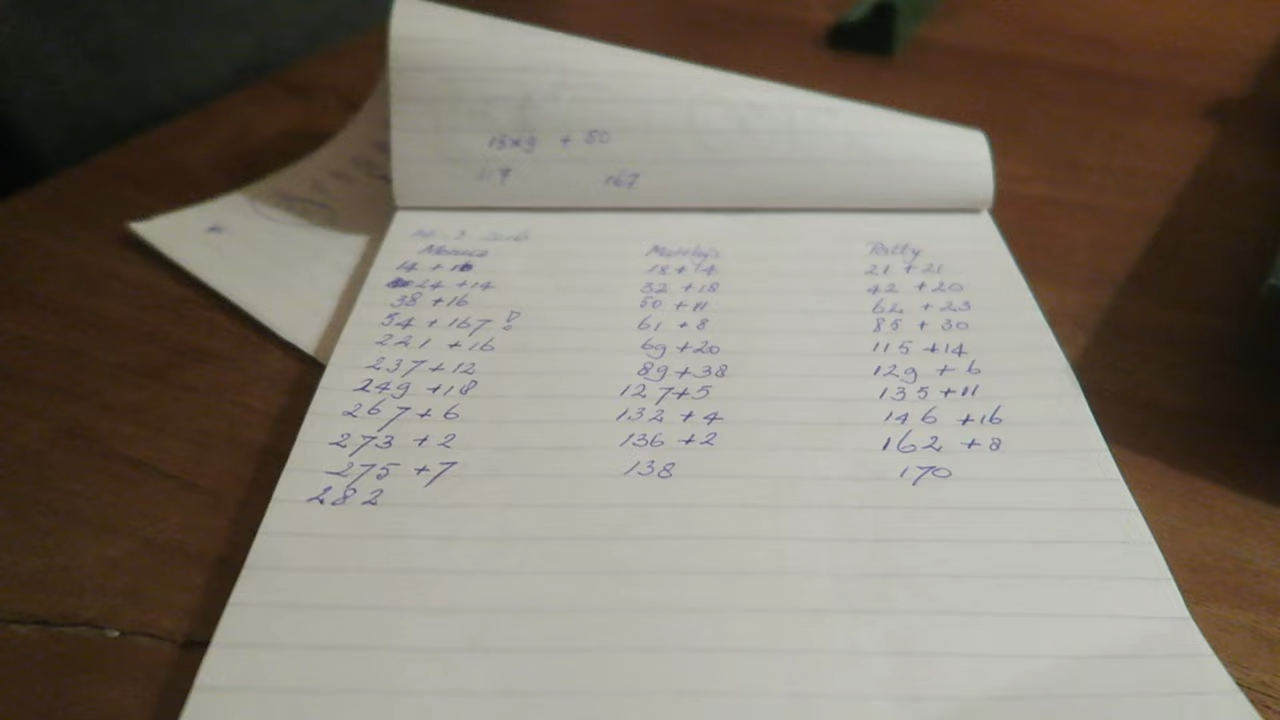 13x9 + 50
167
14 + 10 18+14 21 + 21
24 +14 32 +18 42 + 20
38 +16 50 +11 62 +23
54 + 167 ! 61 +8 85 + 30
221 +16 69 +20 115 +14
237 +12 89 +38 129 + 6
249 +18 127+5 135 +11
267 + 6 132 + 4 146 +16
273 + 2 136 +2 162 +8
275 +7 138 170
282